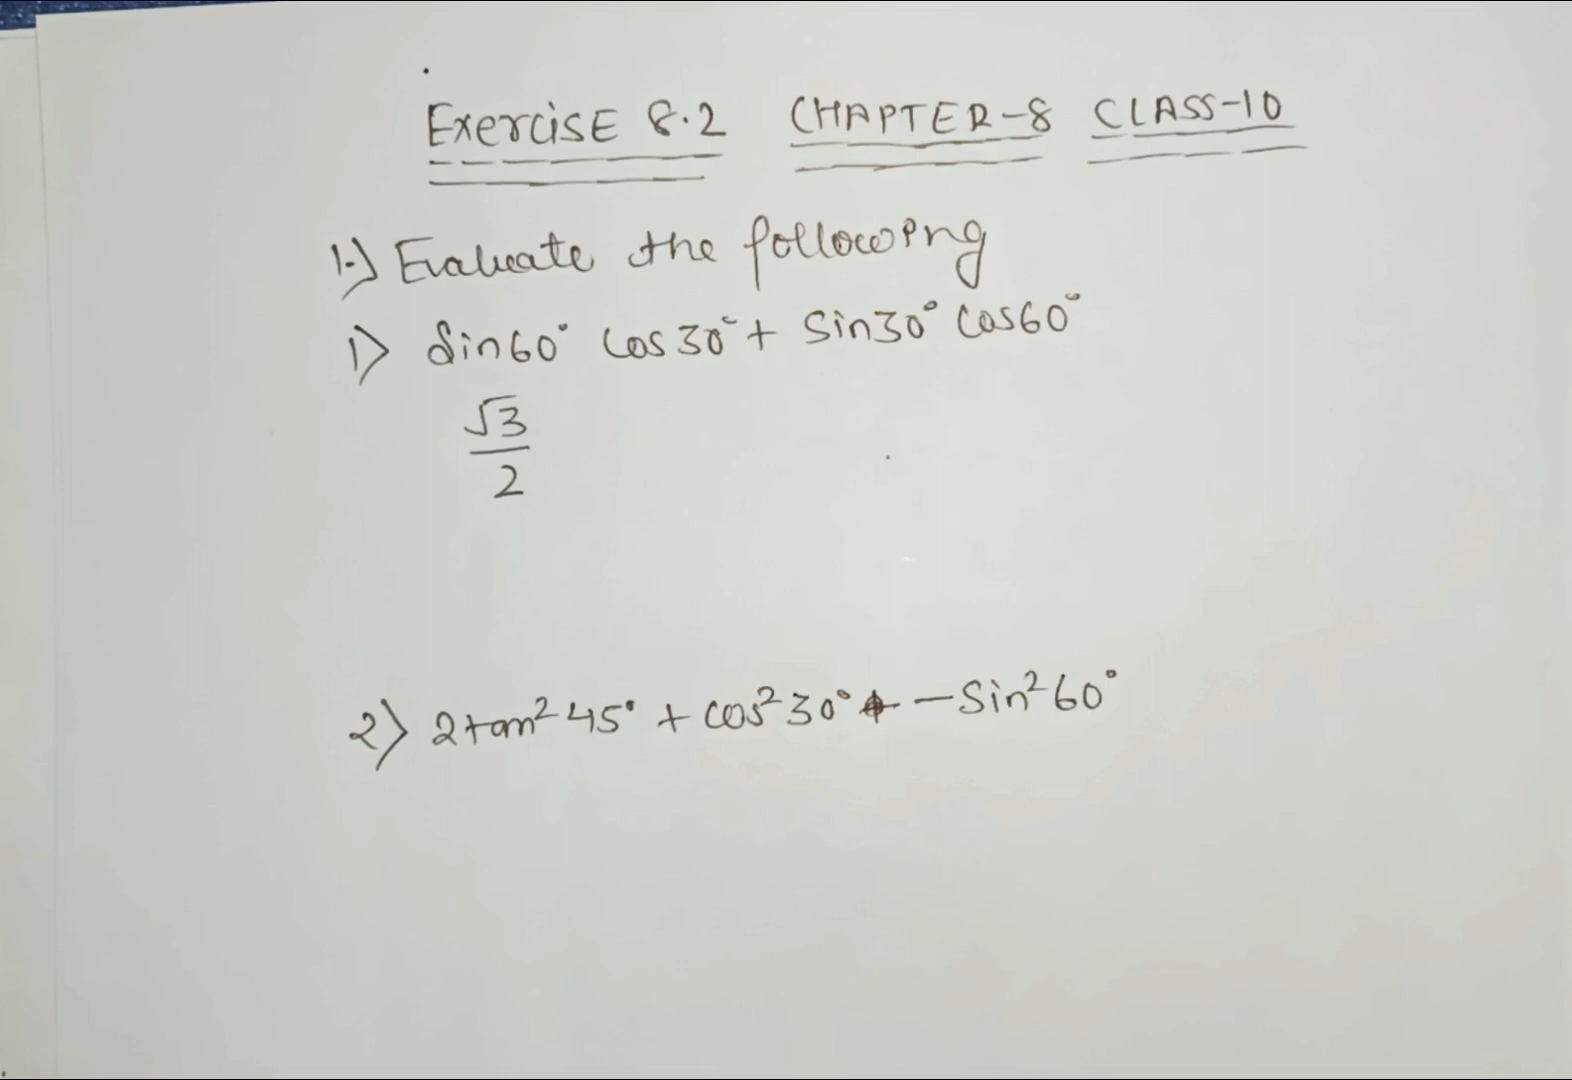 ExerciSE 8.2 CHAPTER-8 CLASS-10
1.) Evaluate the following
1) Sin60° Cos30° + Sin30° Cos60°
√3
2
2) 2tan²45° + cos²30° - Sin²60°